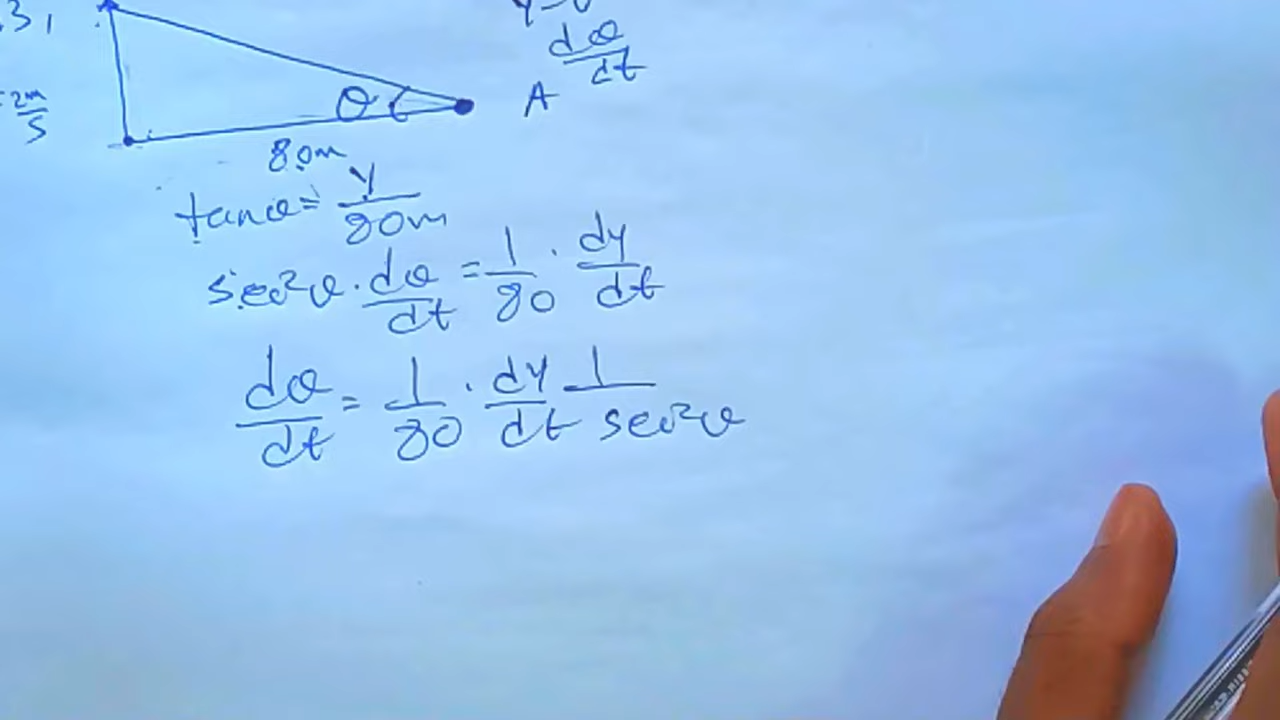 .3,
dθ/dt
= 2m/s
θ
A
80m
tanθ = y/80m
sec²θ · dθ/dt = 1/80 · dy/dt
dθ/dt = 1/80 · dy/dt 1/sec²θ